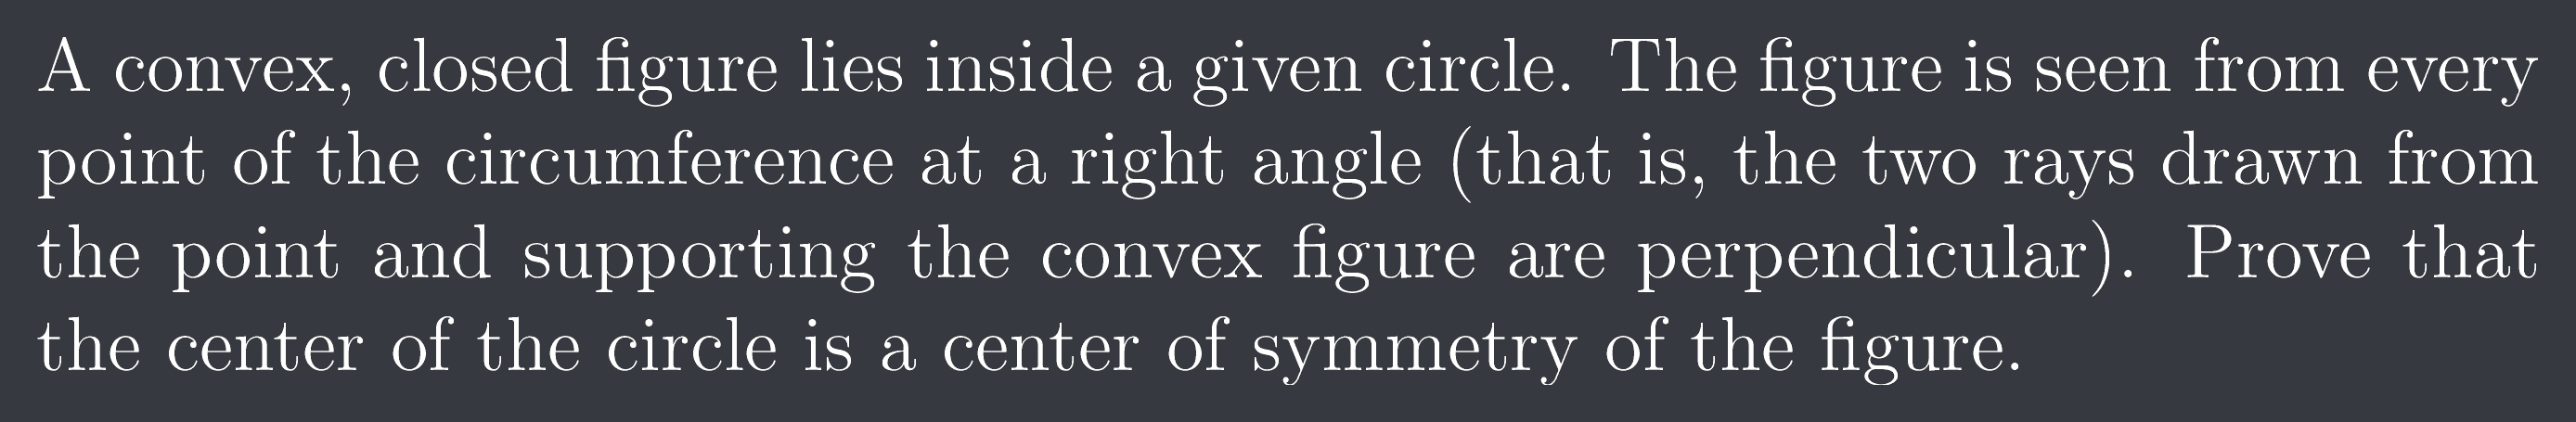 A convex, closed figure lies inside a given circle. The figure is seen from every
point of the circumference at a right angle (that is, the two rays drawn from
the point and supporting the convex figure are perpendicular). Prove that
the center of the circle is a center of symmetry of the figure.